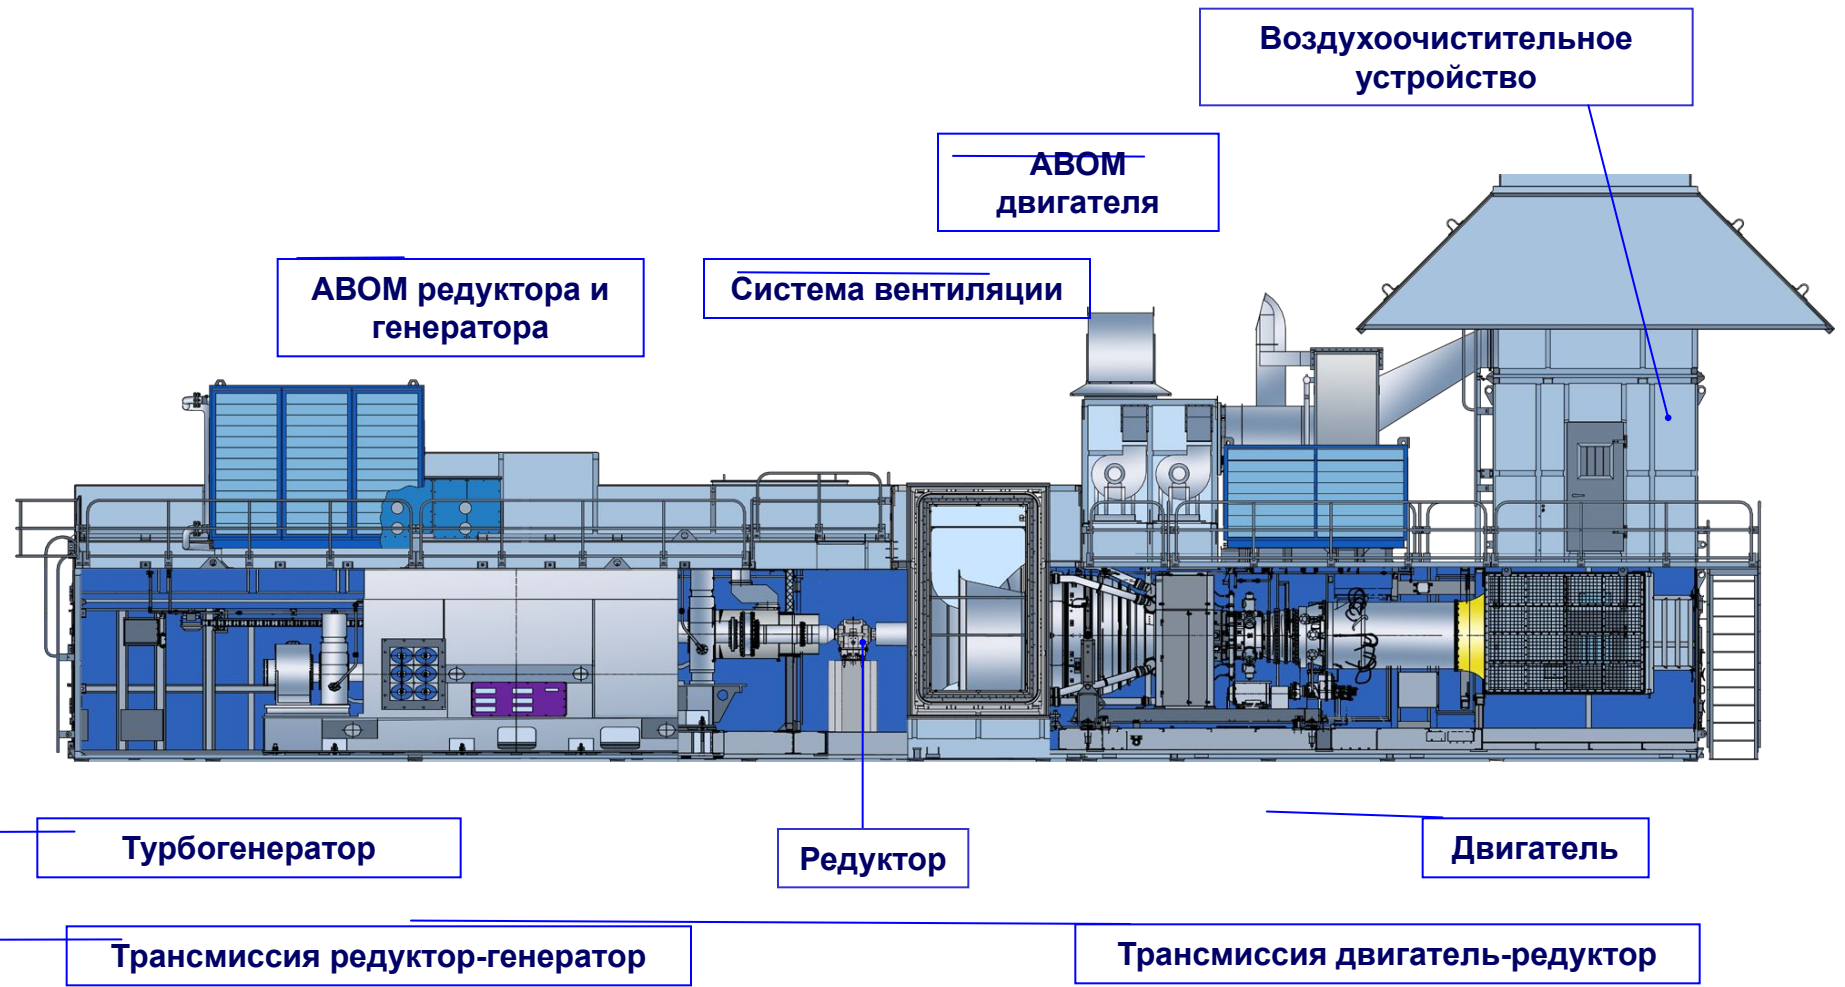 Воздухоочистительное
устройство
АВОМ
двигателя
АВОМ редуктора и
генератора
Система вентиляции
Турбогенератор
Редуктор
Двигатель
Трансмиссия редуктор-генератор
Трансмиссия двигатель-редуктор